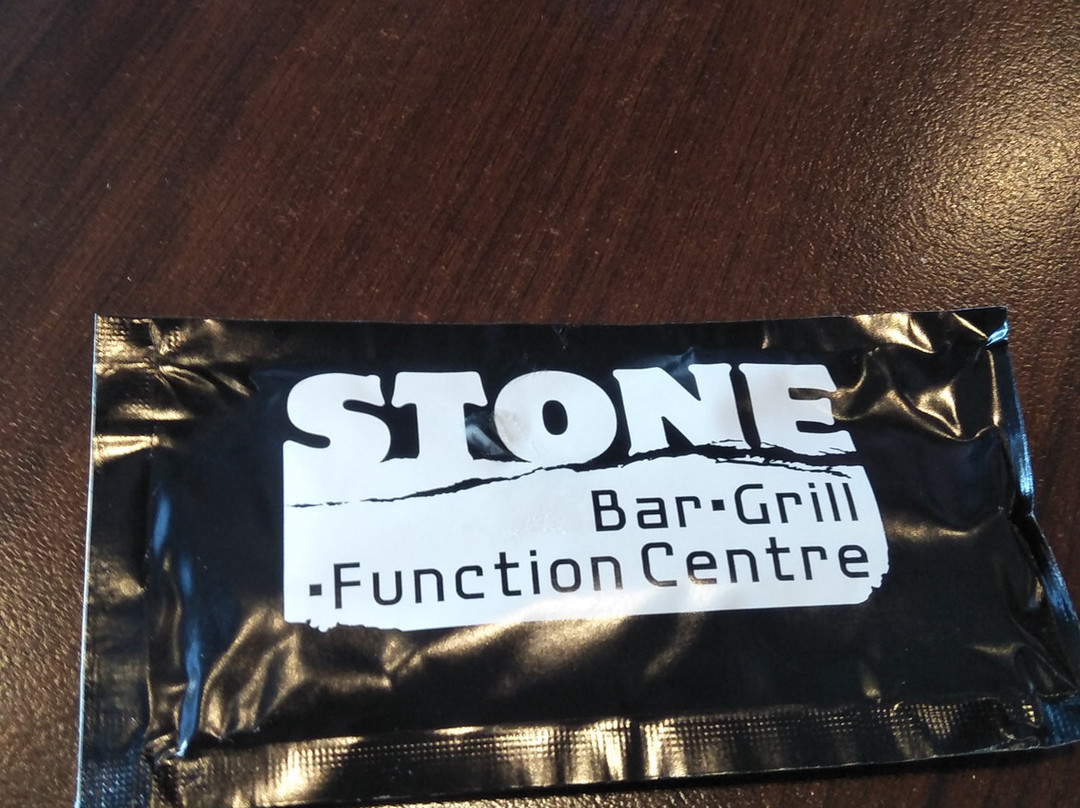 STONE
Bar▪Grill
▪Function Centre